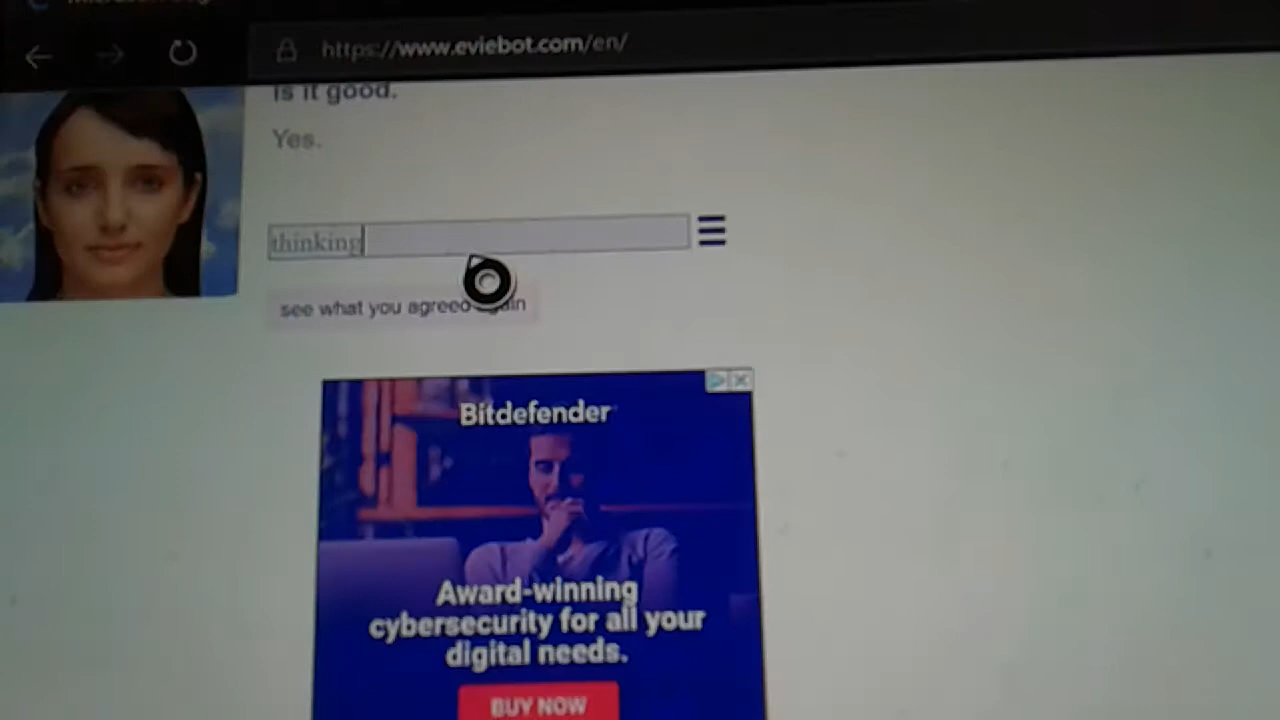 https://www.eviebot.com/en/
Is it good.
Yes.
thinking
see what you agreed
Bitdefender
Award-winning
cybersecurity for all your
digital needs.
BUY NOW